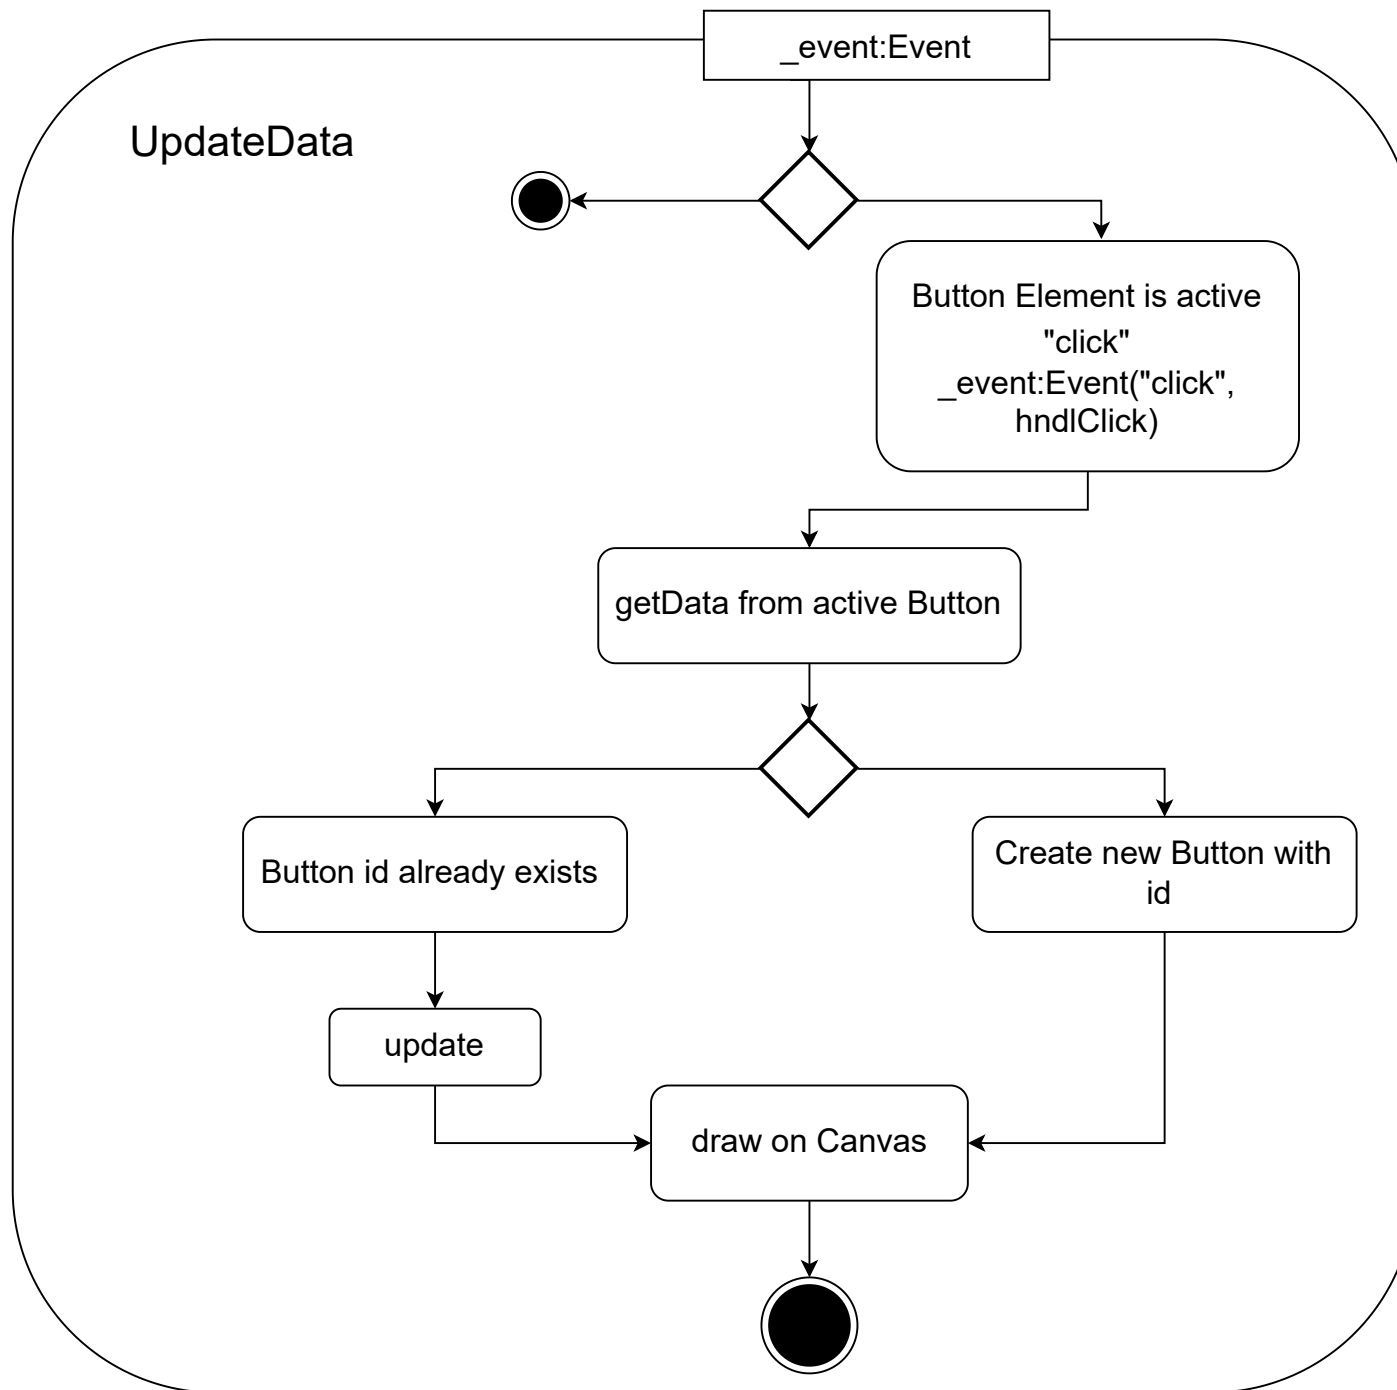 _event:Event
UpdateData
Button Element is active
"click"
_event:Event("click",
hndlClick)
getData from active Button
Button id already exists
Create new Button with
id
update
draw on Canvas